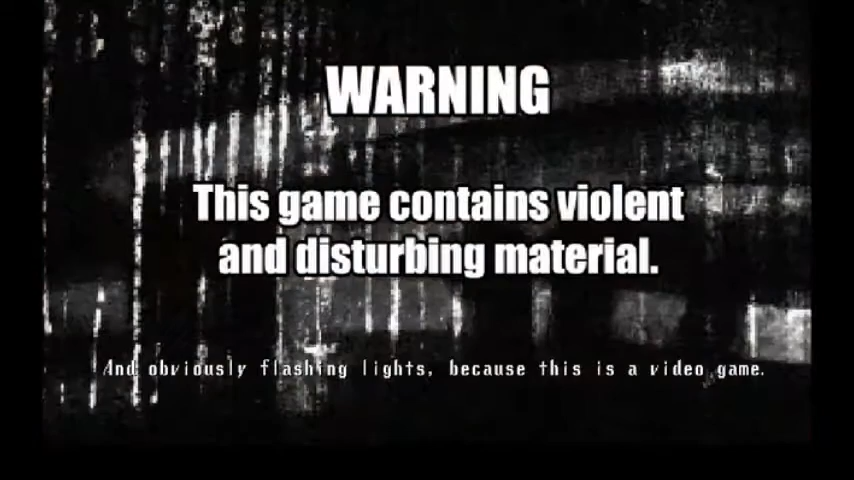 WARNING
This game contains violent
and disturbing material.
And obviously flashing lights, because this is a video game.